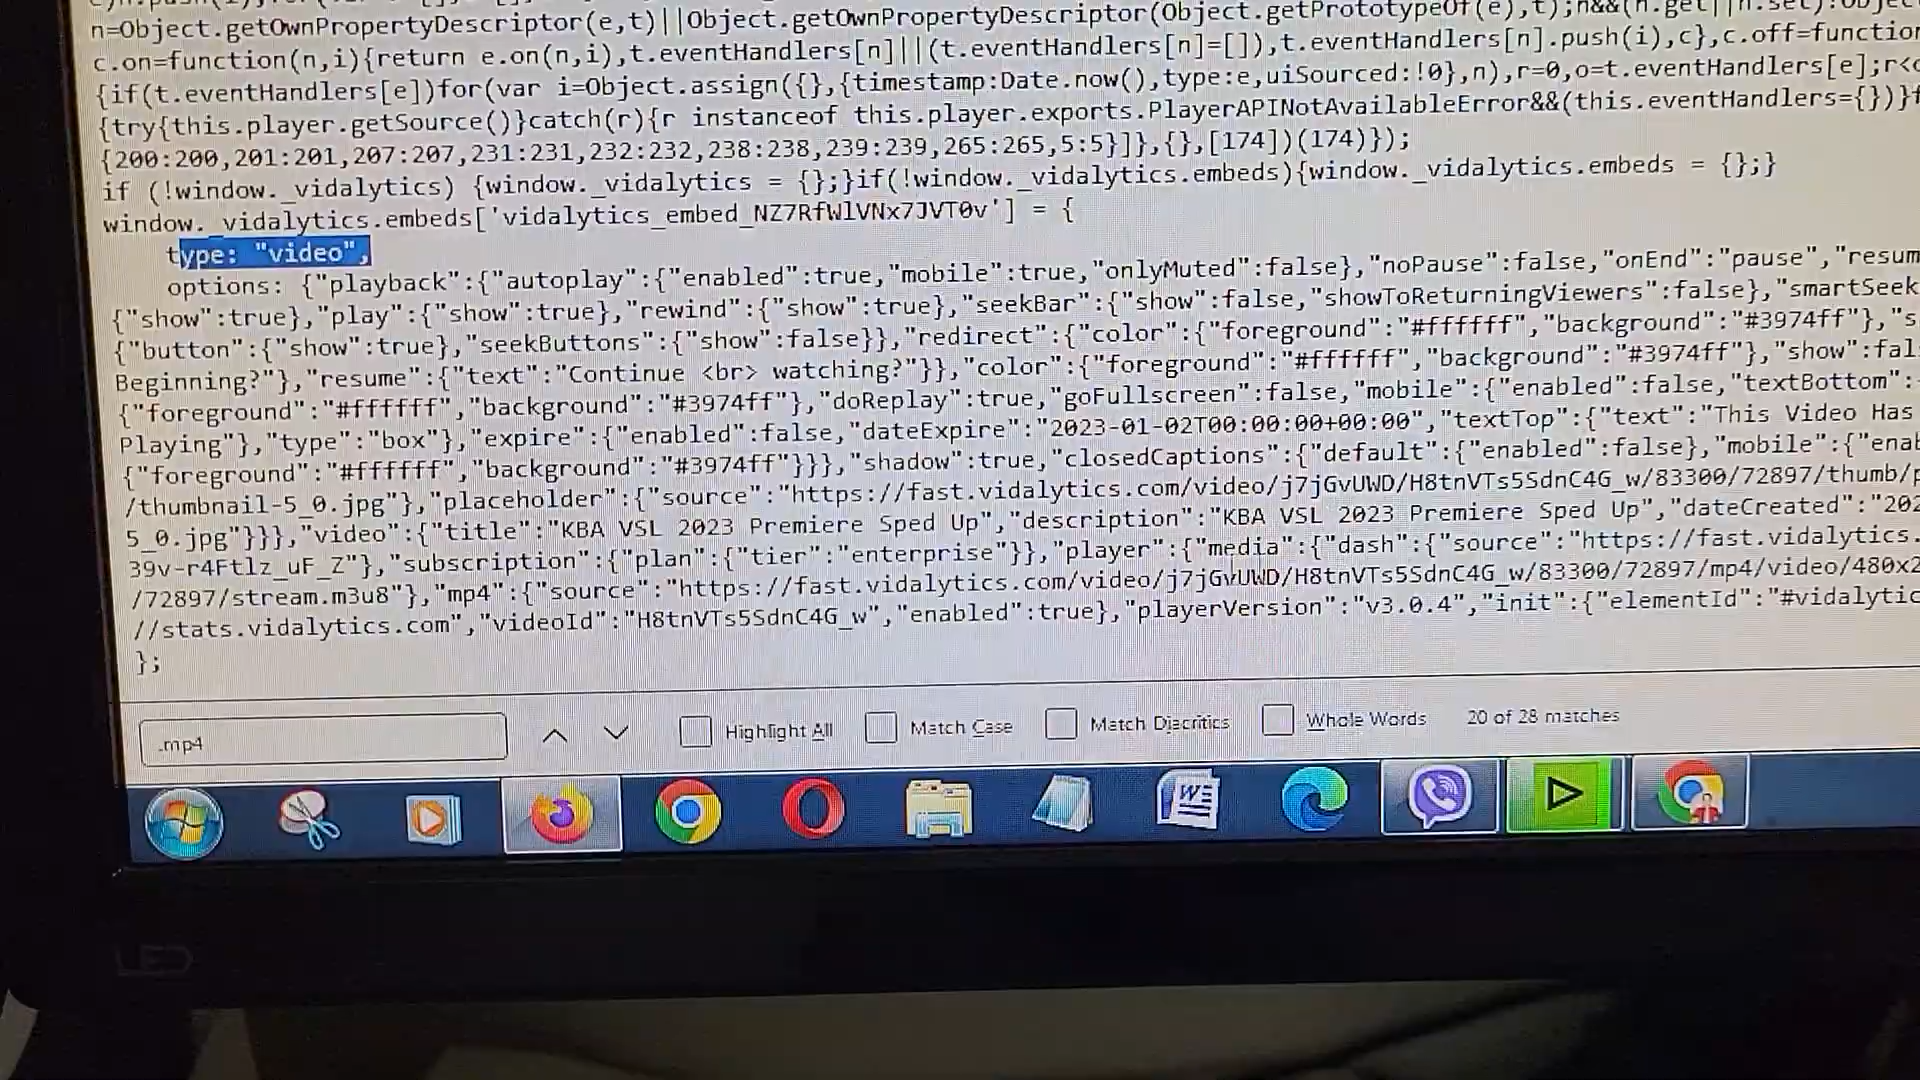 n=Object.getOwnPropertyDescriptor(e,t)||Object.getOwnPropertyDescriptor(Object.getPrototypeOf(e),t);n&&(n.get||n.set)
c.on=function(n,i){return e.on(n,i),t.eventHandlers[n]||(t.eventHandlers[n]=[]),t.eventHandlers[n].push(i),c},c.off=function
{if(t.eventHandlers[e])for(var i=Object.assign({},{timestamp:Date.now(),type:e,uiSourced:!0},n),r=0,o=t.eventHandlers[e];r<
{try{this.player.getSource()}catch(r){r instanceof this.player.exports.PlayerAPINotAvailableError&&(this.eventHandlers={})}
{200:200,201:201,207:207,231:231,232:232,238:238,239:239,265:265,5:5}]},{},[174])(174)});
if (!window._vidalytics) {window._vidalytics = {};}if(!window._vidalytics.embeds){window._vidalytics.embeds = {};}
window._vidalytics.embeds['vidalytics_embed_NZ7RfWlVNx7JVT0v'] = {
type: "video",
options: {"playback":{"autoplay":{"enabled":true,"mobile":true,"onlyMuted":false},"noPause":false,"onEnd":"pause","resum
{"show":true},"play":{"show":true},"rewind":{"show":true},"seekBar":{"show":false,"showToReturningViewers":false},"smartSeek
{"button":{"show":true},"seekButtons":{"show":false}},"redirect":{"color":{"foreground":"#ffffff","background":"#3974ff"},"s
Beginning?"},"resume":{"text":"Continue <br> watching?"}},"color":{"foreground":"#ffffff","background":"#3974ff"},"show":fal
{"foreground":"#ffffff","background":"#3974ff"},"doReplay":true,"goFullscreen":false,"mobile":{"enabled":false,"textBottom":
Playing"},"type":"box"},"expire":{"enabled":false,"dateExpire":"2023-01-02T00:00:00+00:00","textTop":{"text":"This Video Has
{"foreground":"#ffffff","background":"#3974ff"}}},"shadow":true,"closedCaptions":{"default":{"enabled":false},"mobile":{"enab
/thumbnail-5_0.jpg"},"placeholder":{"source":"https://fast.vidalytics.com/video/j7jGvUWD/H8tnVTs5SdnC4G_w/83300/72897/thumb/p
5_0.jpg"}}},"video":{"title":"KBA VSL 2023 Premiere Sped Up","description":"KBA VSL 2023 Premiere Sped Up","dateCreated":"202
39v-r4Ftlz_uF_Z"},"subscription":{"plan":{"tier":"enterprise"}},"player":{"media":{"dash":{"source":"https://fast.vidalytics.
/72897/stream.m3u8"},"mp4":{"source":"https://fast.vidalytics.com/video/j7jGvUWD/H8tnVTs5SdnC4G_w/83300/72897/mp4/video/480x2
//stats.vidalytics.com","videoId":"H8tnVTs5SdnC4G_w","enabled":true},"playerVersion":"v3.0.4","init":{"elementId":"#vidalytic
};
.mp4 Highlight All Match Case Match Diacritics Whole Words 20 of 28 matches
LED